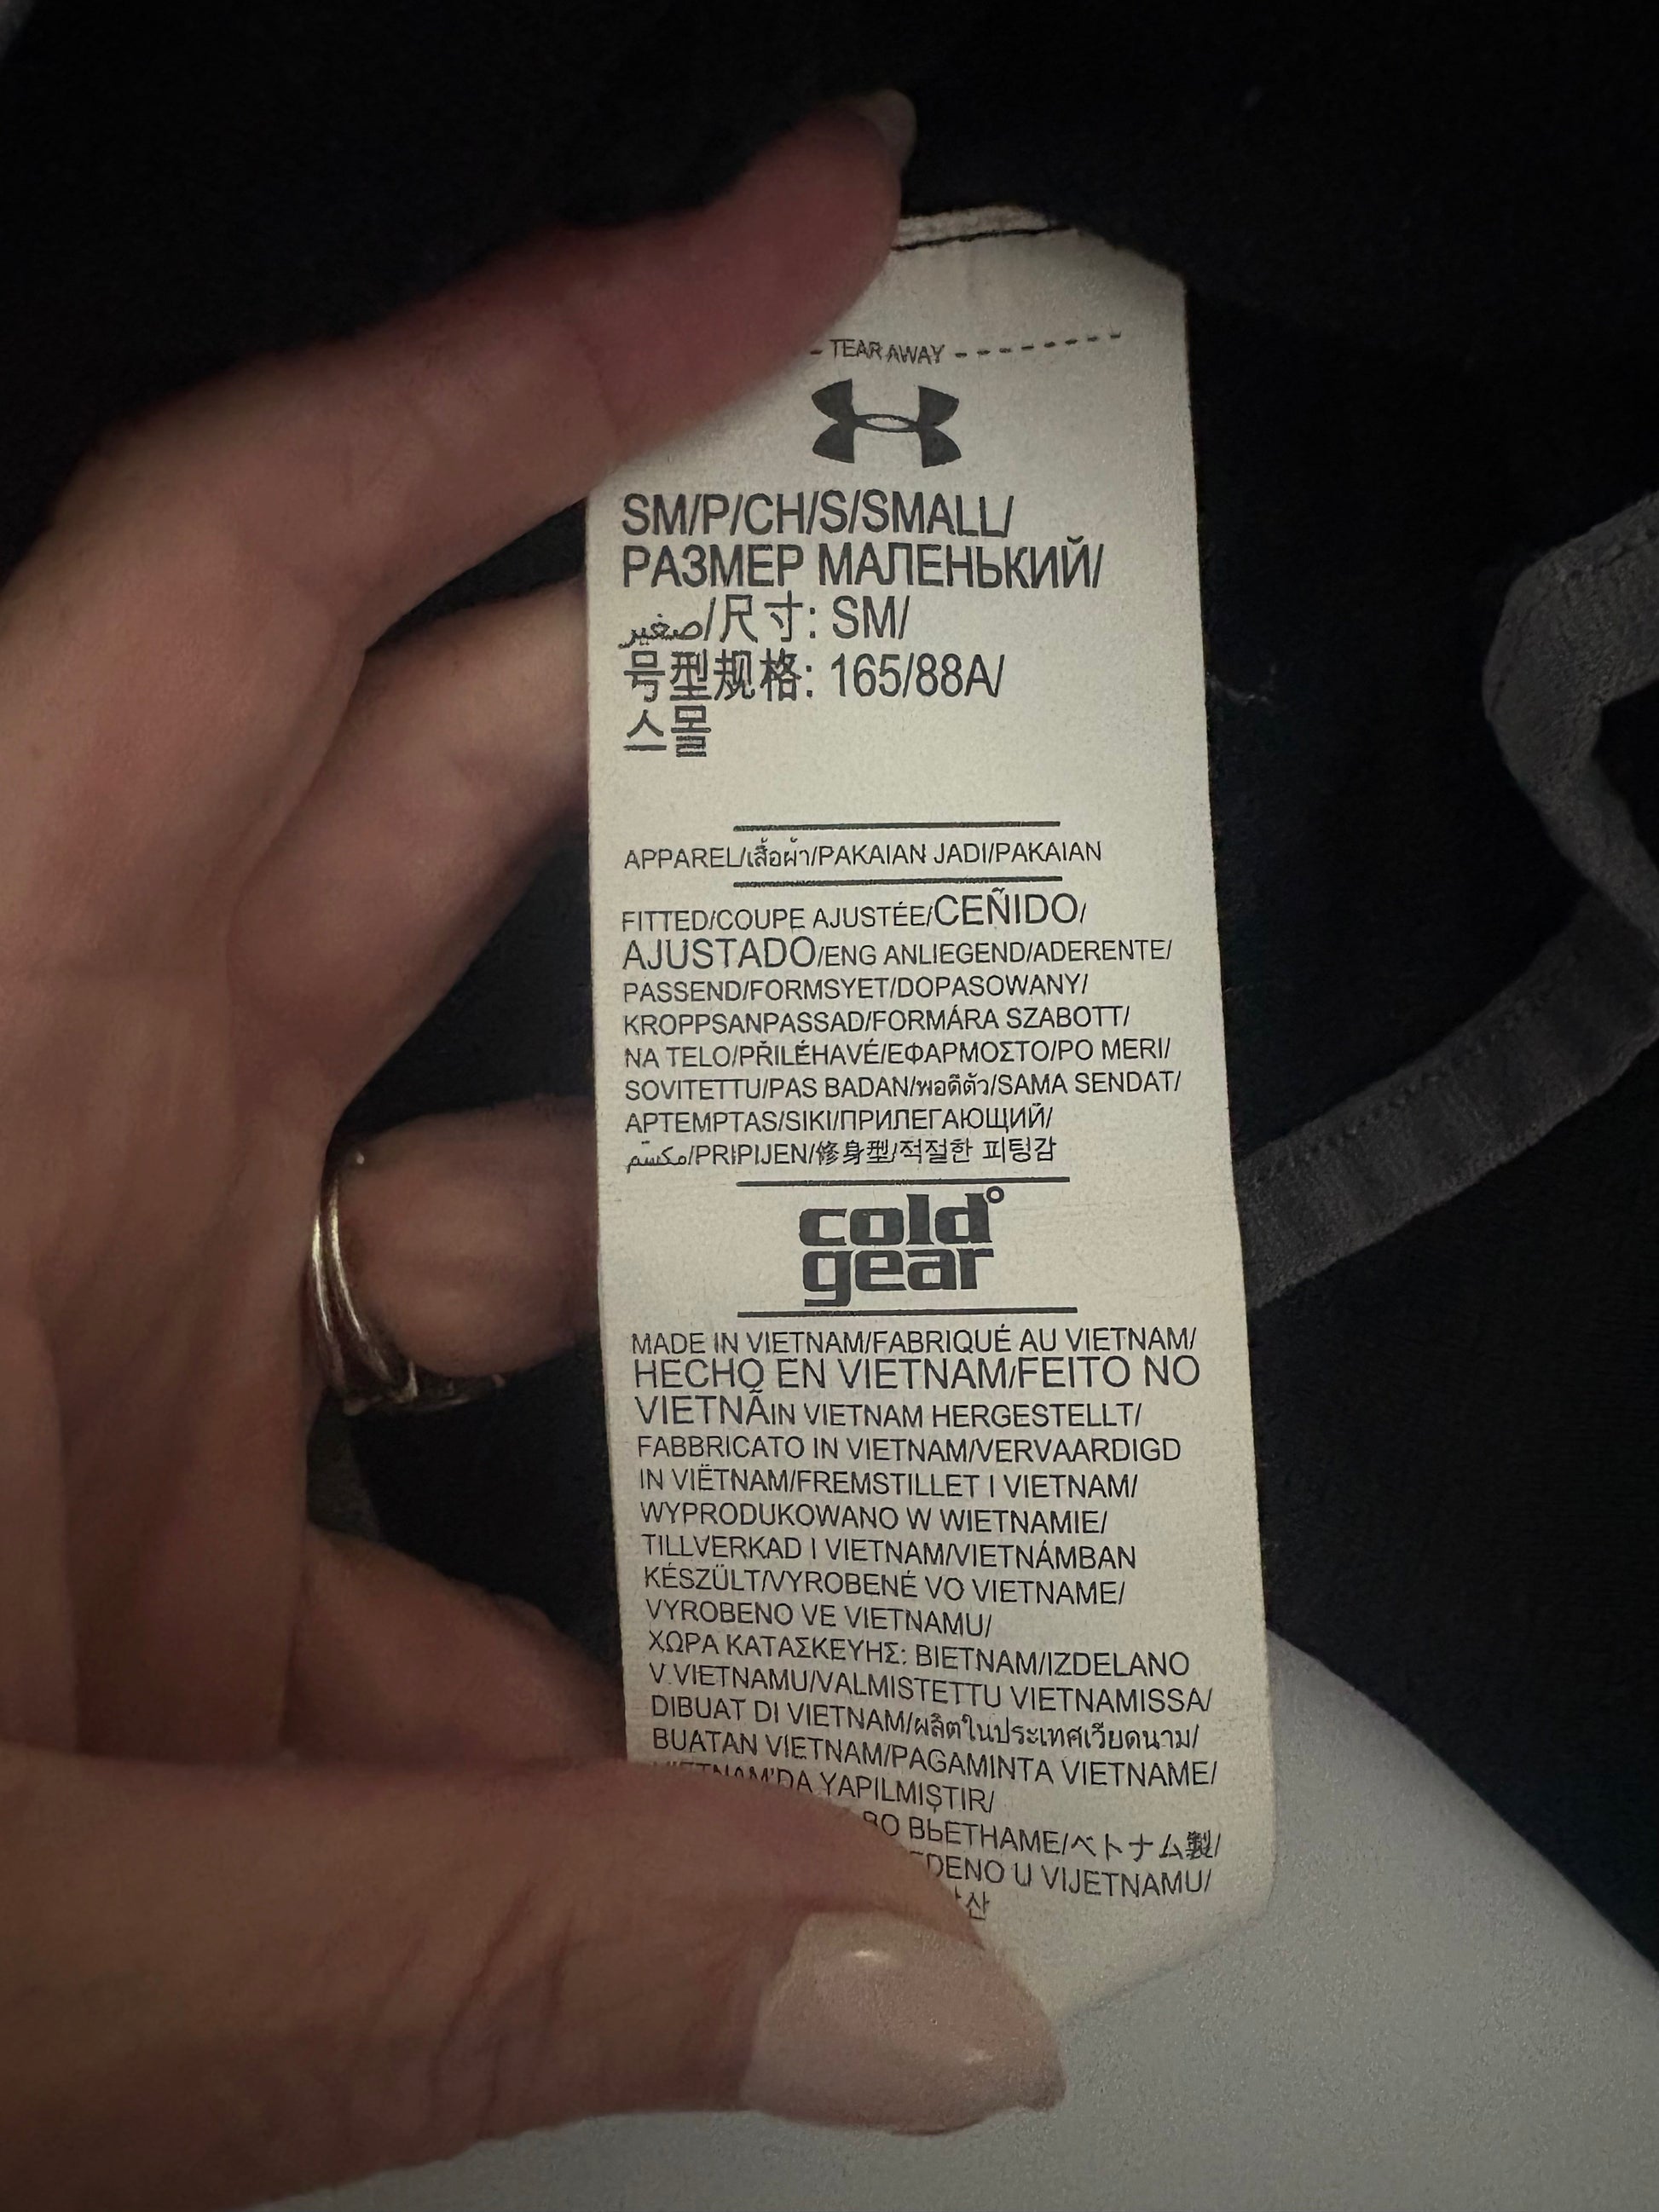 TEAR AWAY
SM/P/CH/S/SMALL/
РАЗМЕР МАЛЕНЬКИЙ/
صغير/尺寸: SM/
号型规格: 165/88A/
스몰
APPAREL/เสื้อผ้า/PAKAIAN JADI/PAKAIAN
FITTED/COUPE AJUSTÉE/CEÑIDO/
AJUSTADO/ENG ANLIEGEND/ADERENTE/
PASSEND/FORMSYET/DOPASOWANY/
KROPPSANPASSAD/FORMÁRA SZABOTT/
NA TELO/PŘILÉHAVÉ/ΕΦΑΡΜΟΣΤΟ/PO MERI/
SOVITETTU/PAS BADAN/พอดีตัว/SAMA SENDAT/
APTEMPTAS/SIKI/ПРИЛЕГАЮЩИЙ/
مكسّم/PRIPIJEN/修身型/적절한 피팅감
cold
gear
MADE IN VIETNAM/FABRIQUÉ AU VIETNAM/
HECHO EN VIETNAM/FEITO NO
VIETNÃIN VIETNAM HERGESTELLT/
FABBRICATO IN VIETNAM/VERVAARDIGD
IN VIËTNAM/FREMSTILLET I VIETNAM/
WYPRODUKOWANO W WIETNAMIE/
TILLVERKAD I VIETNAM/VIETNÁMBAN
KÉSZÜLT/VYROBENÉ VO VIETNAME/
VYROBENO VE VIETNAMU/
ΧΩΡΑ ΚΑΤΑΣΚΕΥΗΣ: ΒΙΕΤΝΑΜ/IZDELANO
V VIETNAMU/VALMISTETTU VIETNAMISSA/
DIBUAT DI VIETNAM/ผลิตในประเทศเวียดนาม/
BUATAN VIETNAM/PAGAMINTA VIETNAME/
VIETNAM'DA YAPILMIŞTIR/
ВО ВЬЕТНАМЕ/ベトナム製/
U VIJETNAMU/